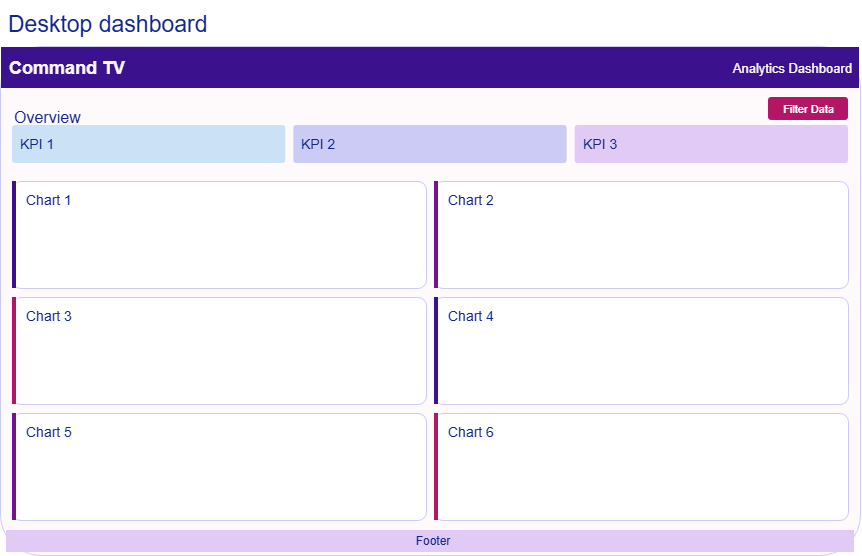 Desktop dashboard
Command TV
Analytics Dashboard
Overview
Filter Data
KPI 1
KPI 2
KPI 3
Chart 1
Chart 2
Chart 3
Chart 4
Chart 5
Chart 6
Footer